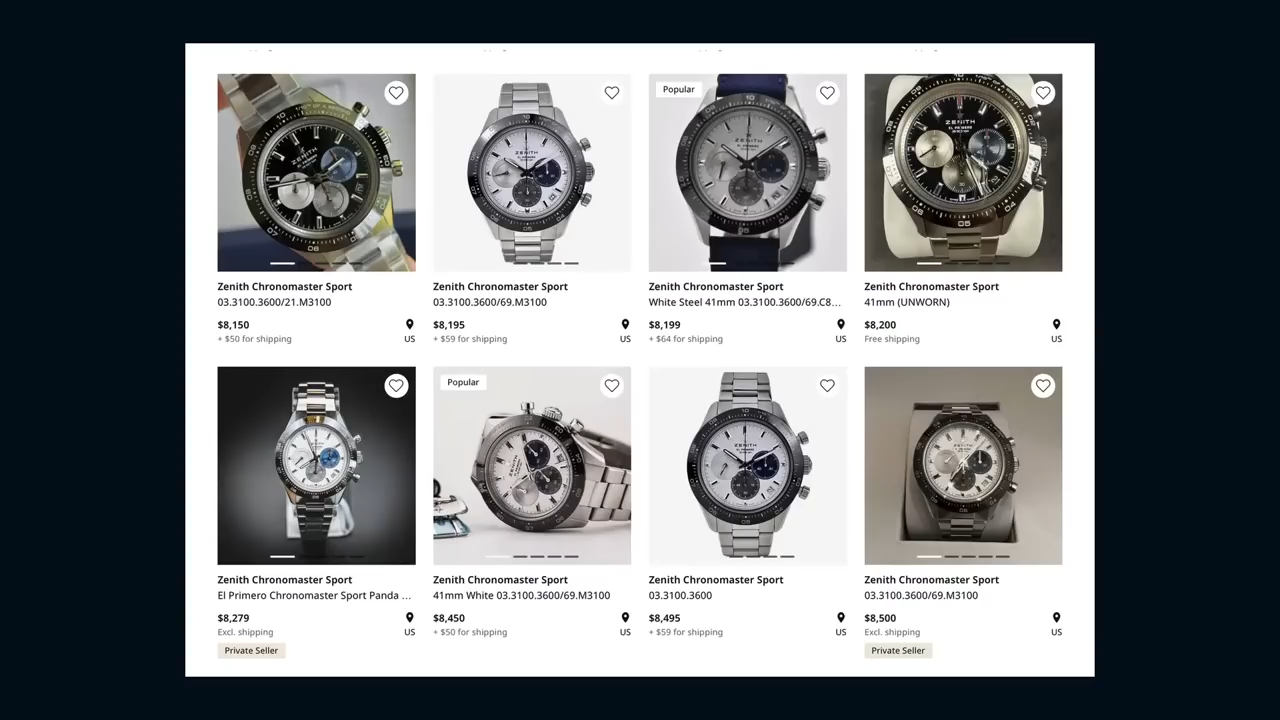 Popular
ZENITH
ZENITH
ZENITH
ZENITH
Zenith Chronomaster Sport
03.3100.3600/21.M3100
$8,150
+ $50 for shipping
US
Zenith Chronomaster Sport
03.3100.3600/69.M3100
$8,195
+ $59 for shipping
US
Zenith Chronomaster Sport
White Steel 41mm 03.3100.3600/69.C8...
$8,199
+ $64 for shipping
US
Zenith Chronomaster Sport
41mm (UNWORN)
$8,200
Free shipping
US
Popular
ZENITH
ZENITH
Zenith Chronomaster Sport
El Primero Chronomaster Sport Panda ...
$8,279
Excl. shipping
US
Private Seller
Zenith Chronomaster Sport
41mm White 03.3100.3600/69.M3100
$8,450
+ $50 for shipping
US
Zenith Chronomaster Sport
03.3100.3600
$8,495
+ $59 for shipping
US
Zenith Chronomaster Sport
03.3100.3600/69.M3100
$8,500
Excl. shipping
US
Private Seller